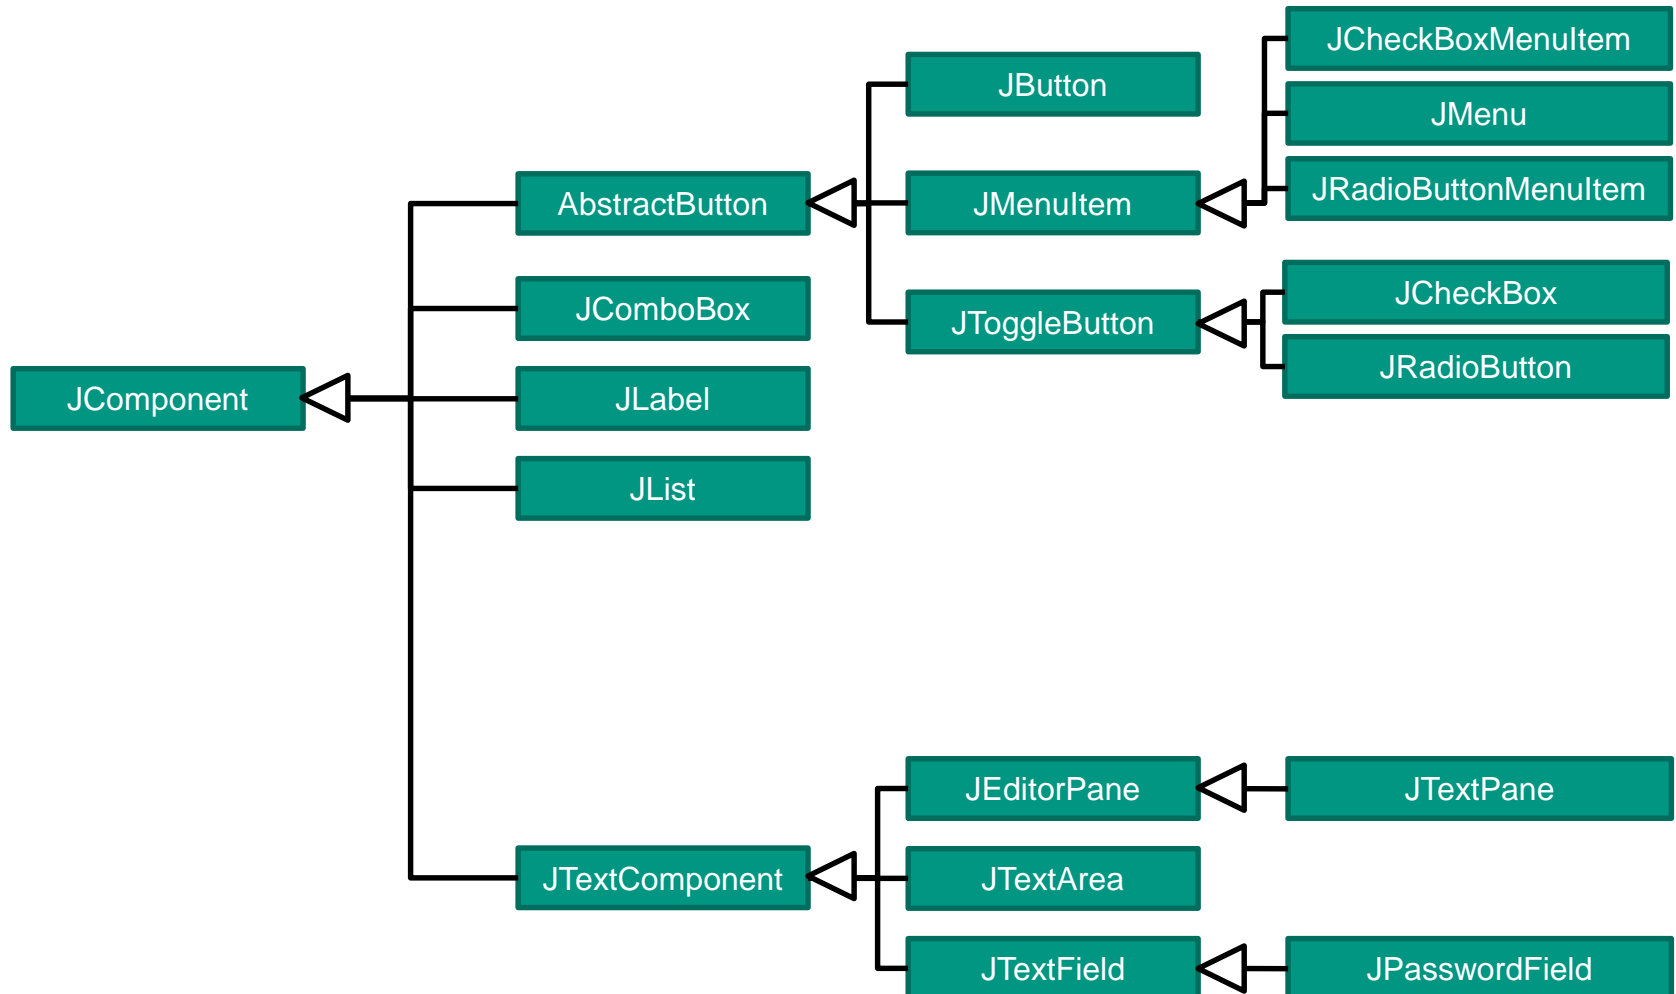 JCheckBoxMenuItem
JButton
JMenu
AbstractButton
JMenuItem
JRadioButtonMenuItem
JComboBox
JToggleButton
JCheckBox
JRadioButton
JComponent
JLabel
JList
JEditorPane
JTextPane
JTextComponent
JTextArea
JTextField
JPasswordField